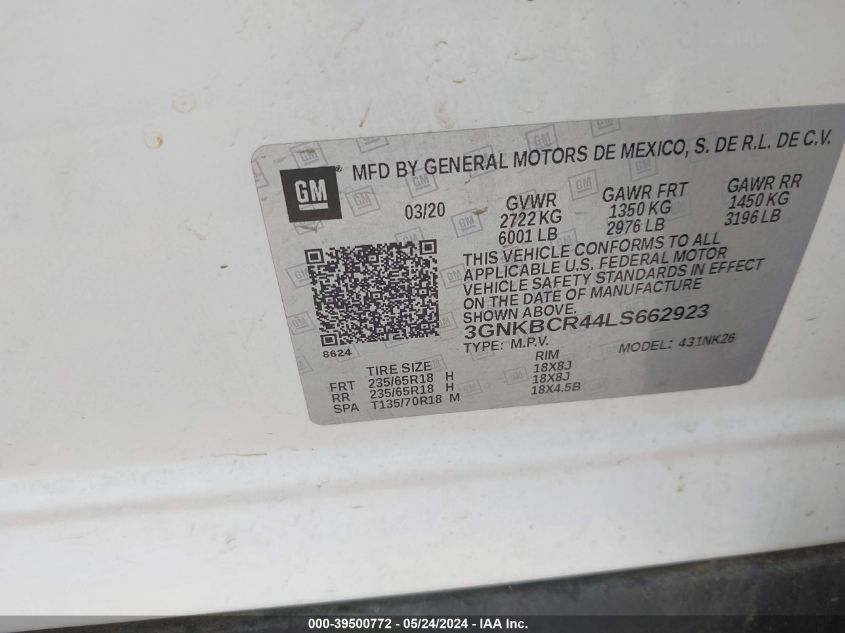 GM
® MFD BY GENERAL MOTORS DE MEXICO, S. DE R.L. DE C.V.
03/20
GVWR
2722 KG
6001 LB
GAWR FRT
1350 KG
2976 LB
GAWR RR
1450 KG
3196 LB
THIS VEHICLE CONFORMS TO ALL
APPLICABLE U.S. FEDERAL MOTOR
VEHICLE SAFETY STANDARDS IN EFFECT
ON THE DATE OF MANUFACTURE
SHOWN ABOVE.
3GNKBCR44LS662923
TYPE: M.P.V. MODEL: 431NK26
8624
TIRE SIZE RIM
FRT 235/65R18 H 18X8J
RR 235/65R18 H 18X8J
SPA T135/70R18 M 18X4.5B
000-39500772 - 05/24/2024 - IAA Inc.